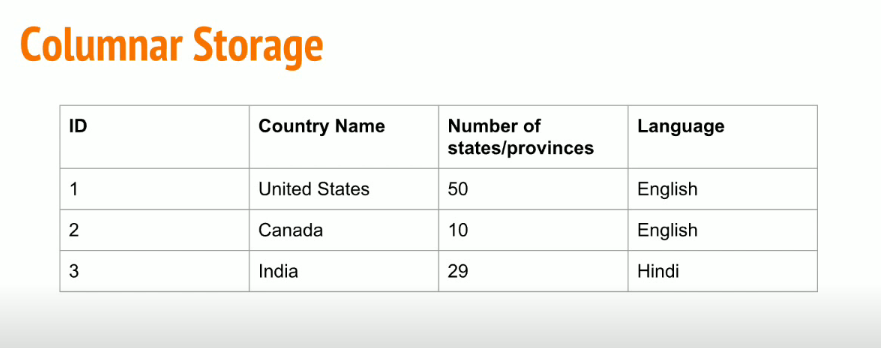 Columnar Storage
ID Country Name Number of states/provinces Language
1 United States 50 English
2 Canada 10 English
3 India 29 Hindi